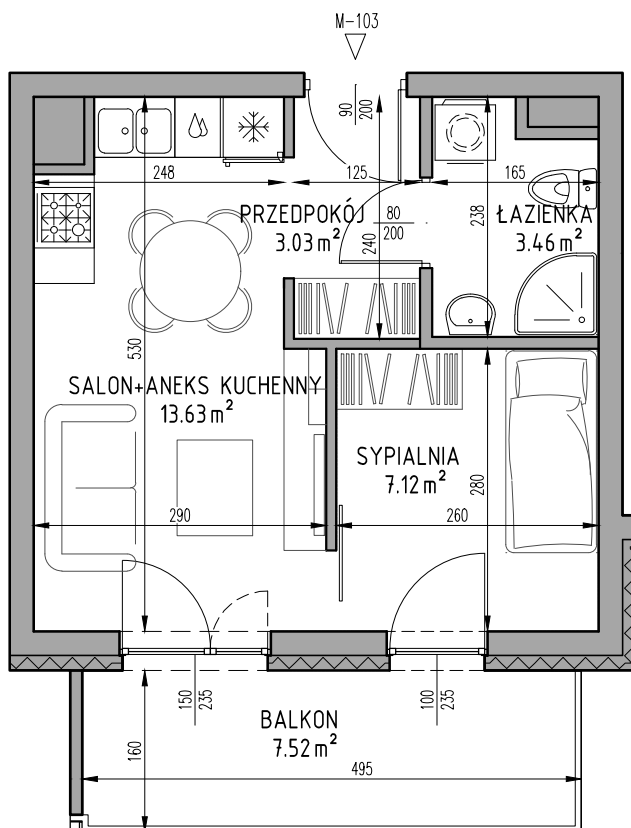 M-103
90
200
248
125
165
PRZEDPOKÓJ
3.03 m²
80
200
ŁAZIENKA
3.46 m²
240
238
530
SALON+ANEKS KUCHENNY
13.63 m²
SYPIALNIA
7.12 m²
280
290
260
150
235
100
235
BALKON
7.52 m²
160
495